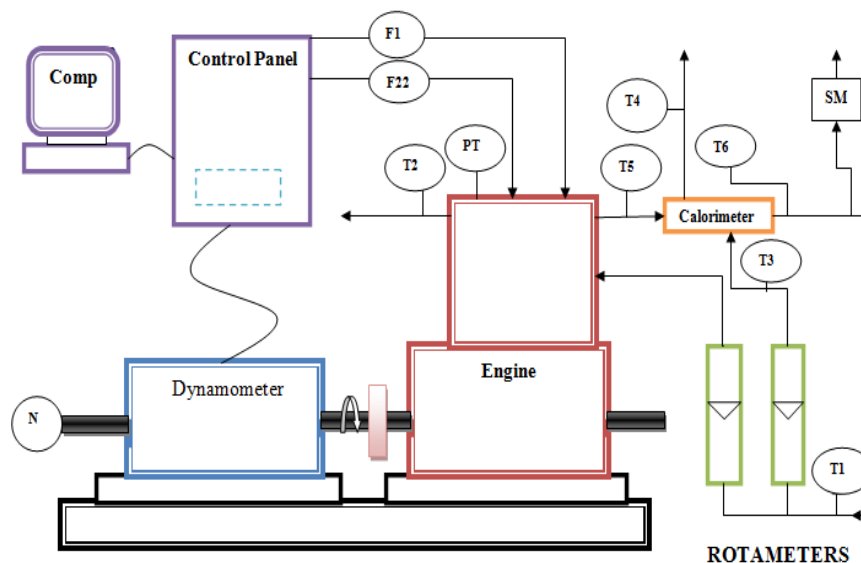 F1
Control Panel
Comp
F22
T4
SM
PT
T2
T5
T6
Calorimeter
T3
Engine
Dynamometer
N
T1
ROTAMETERS